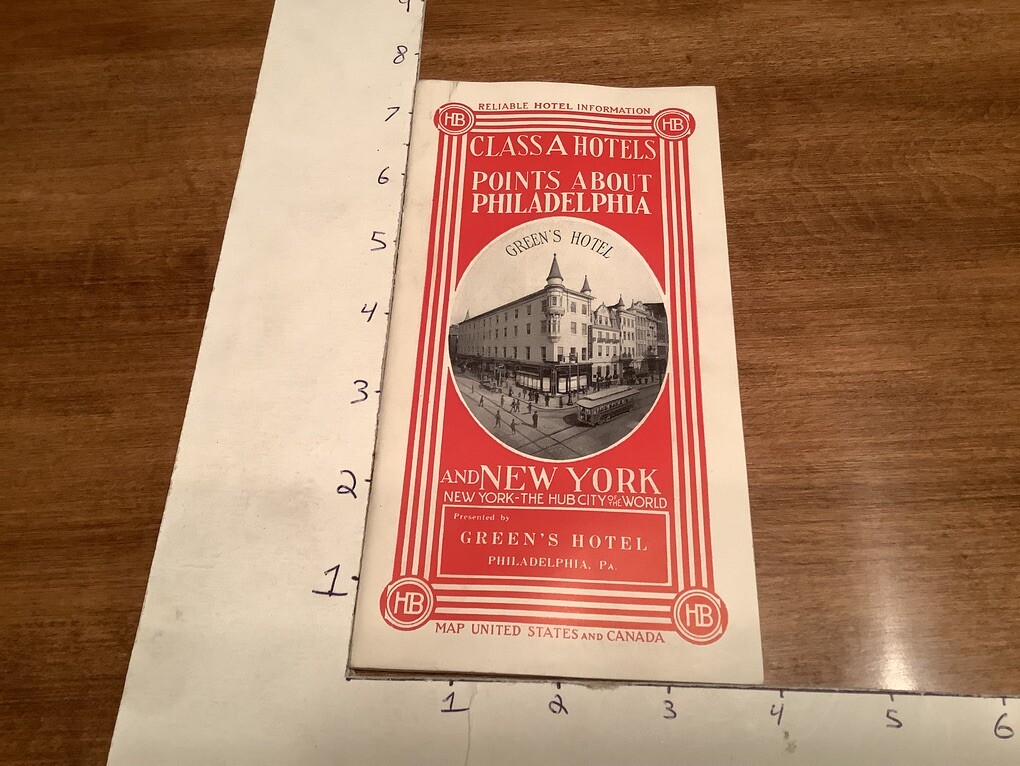 RELIABLE HOTEL INFORMATION
HB HB
CLASS A HOTELS
POINTS ABOUT
PHILADELPHIA
GREEN'S HOTEL
AND NEW YORK
NEW YORK-THE HUB CITY OF THE WORLD
Presented by
GREEN'S HOTEL
PHILADELPHIA, PA.
HB HB
MAP UNITED STATES AND CANADA
9
8
7
6
5
4
3
2
1
1 2 3 4 5 6